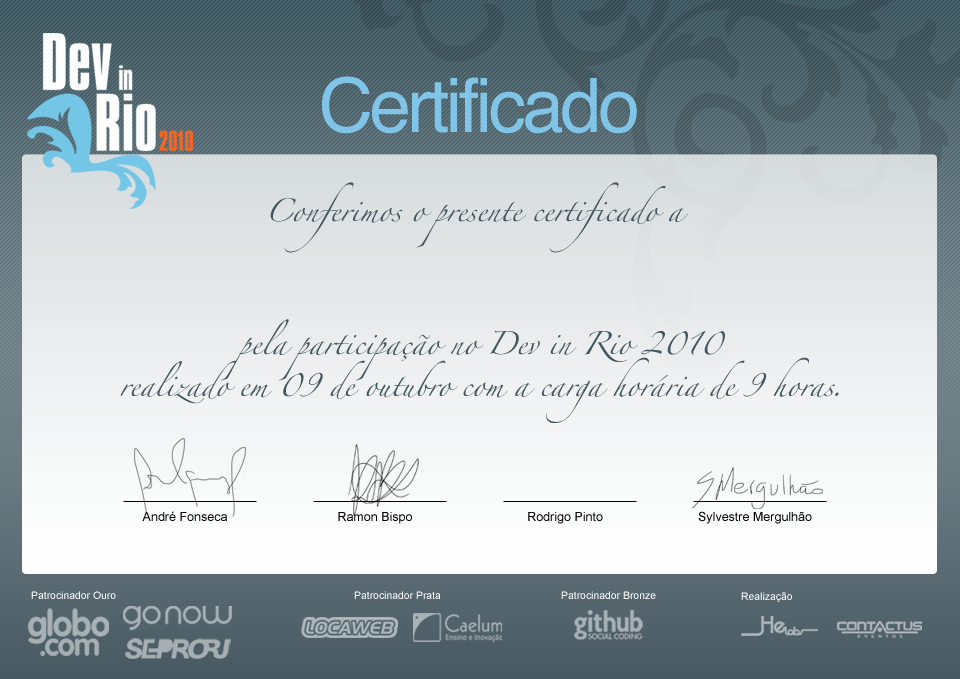 Dev in
Rio 2010
Certificado
Conferimos o presente certificado a
pela participação no Dev in Rio 2010
realizado em 09 de outubro com a carga horária de 9 horas.
SMergulhão
André Fonseca
Ramon Bispo
Rodrigo Pinto
Sylvestre Mergulhão
Patrocinador Ouro
Patrocinador Prata
Patrocinador Bronze
Realização
globo
.com
gonow
SEPRORJ
LOCAWEB
Caelum
Ensino e Inovação
github
SOCIAL CODING
Helab
CONTACTUS
EVENTOS